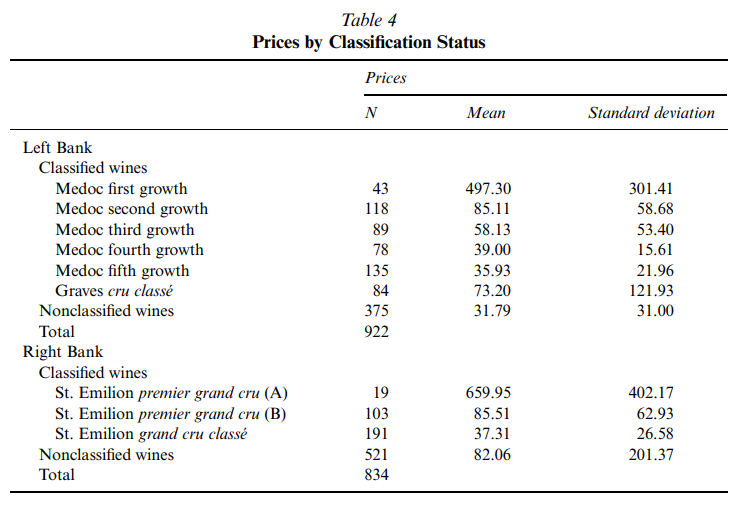 Table 4
Prices by Classification Status
Prices
N Mean Standard deviation
Left Bank
Classified wines
Medoc first growth 43 497.30 301.41
Medoc second growth 118 85.11 58.68
Medoc third growth 89 58.13 53.40
Medoc fourth growth 78 39.00 15.61
Medoc fifth growth 135 35.93 21.96
Graves cru classé 84 73.20 121.93
Nonclassified wines 375 31.79 31.00
Total 922
Right Bank
Classified wines
St. Emilion premier grand cru (A) 19 659.95 402.17
St. Emilion premier grand cru (B) 103 85.51 62.93
St. Emilion grand cru classé 191 37.31 26.58
Nonclassified wines 521 82.06 201.37
Total 834